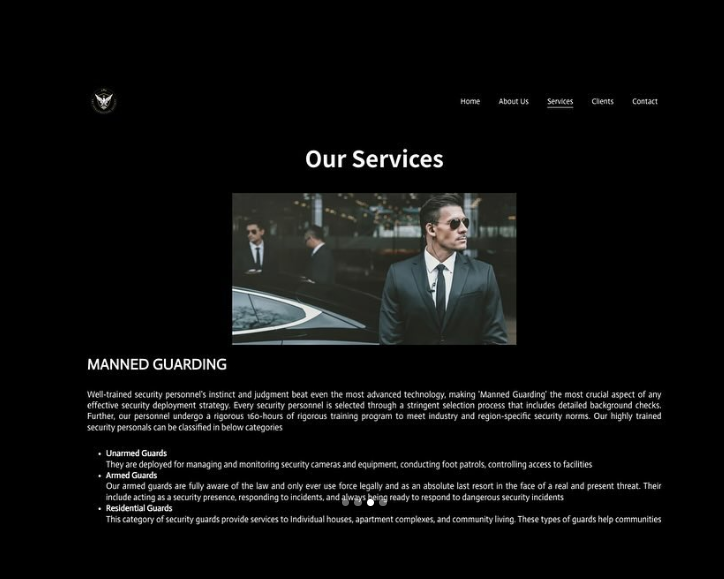 Home About Us Services Clients Contact
Our Services
MANNED GUARDING
Well-trained security personnel's instinct and judgment beat even the most advanced technology, making 'Manned Guarding' the most crucial aspect of any
effective security deployment strategy. Every security personnel is selected through a stringent selection process that includes detailed background checks.
Further, our personnel undergo a rigorous 160-hours of rigorous training program to meet industry and region-specific security norms. Our highly trained
security personals can be classified in below categories
• Unarmed Guards
They are deployed for managing and monitoring security cameras and equipment, conducting foot patrols, controlling access to facilities
• Armed Guards
Our armed guards are fully aware of the law and only ever use force legally and as an absolute last resort in the face of a real and present threat. Their
include acting as a security presence, responding to incidents, and always being ready to respond to dangerous security incidents
• Residential Guards
This category of security guards provide services to Individual houses, apartment complexes, and community living. These types of guards help communities